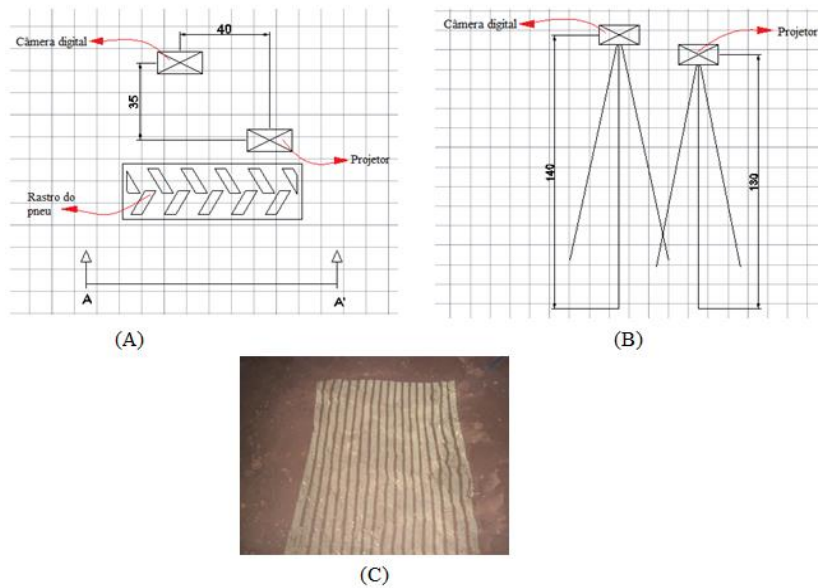 Câmera digital
40
35
Projetor
Rastro do
pneu
A
A'
(A)
Câmera digital
Projetor
140
130
(B)
(C)